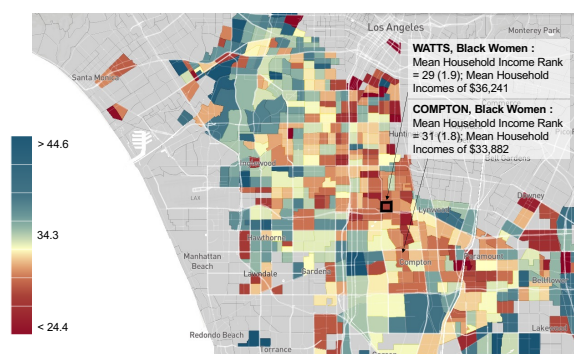 Los Angeles
Monterey Park
WATTS, Black Women :
Mean Household Income Rank
= 29 (1.9); Mean Household
Incomes of $36,241
Santa Monica
COMPTON, Black Women :
Mean Household Income Rank
= 31 (1.8); Mean Household
Incomes of $33,882
> 44.6
Bell Gardens
Inglewood
Downey
LAX
Lynwood
34.3
Hawthorne
Manhattan
Beach
Compton
Paramount
Lawndale
Gardena
Bellflower
< 24.4
Lakewood
Redondo Beach
Torrance
Carson